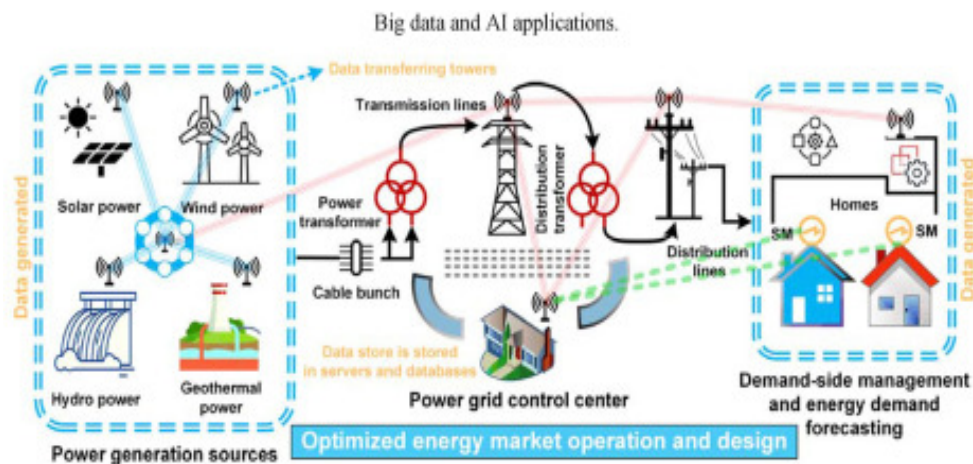 Big data and AI applications.
Data transferring towers
Transmission lines
Data generated
Solar power
Wind power
Power
transformer
Distribution
transformer
Homes
SM
SM
Data generated
Cable bunch
Distribution
lines
Data store is stored
in servers and databases
Hydro power
Geothermal
power
Power grid control center
Demand-side management
and energy demand
forecasting
Power generation sources
Optimized energy market operation and design